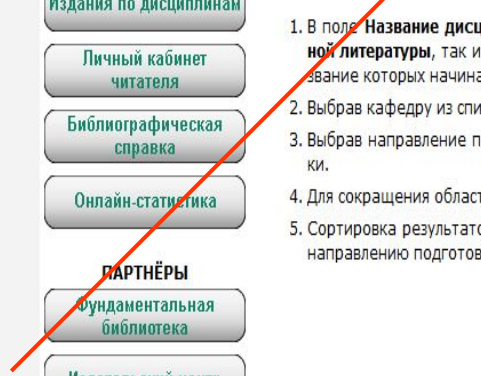 Издания по дисциплинам
Личный кабинет
читателя
Библиографическая
справка
Онлайн-статистика
ПАРТНЁРЫ
Фундаментальная
библиотека
1. В поле Название дисц
ной литературы, так и
звание которых начина
2. Выбрав кафедру из спи
3. Выбрав направление п
ки.
4. Для сокращения област
5. Сортировка результато
направлению подготов